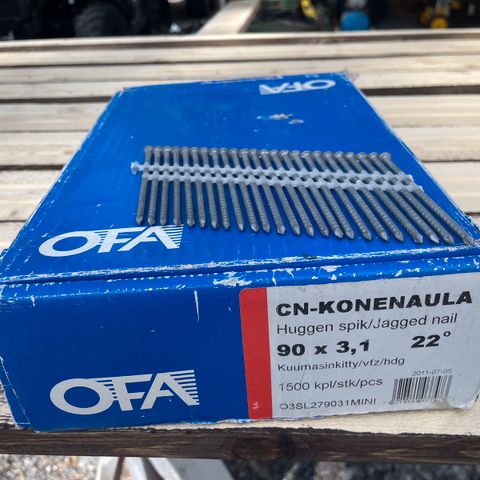 OFA
OFA
OFA
CN-KONENAULA
Huggen spik/Jagged nail
90 x 3,1 22°
Kuumasinkitty/vfz/hdg
2011-07-05
1500 kpl/stk/pcs
O3SL279031MINI